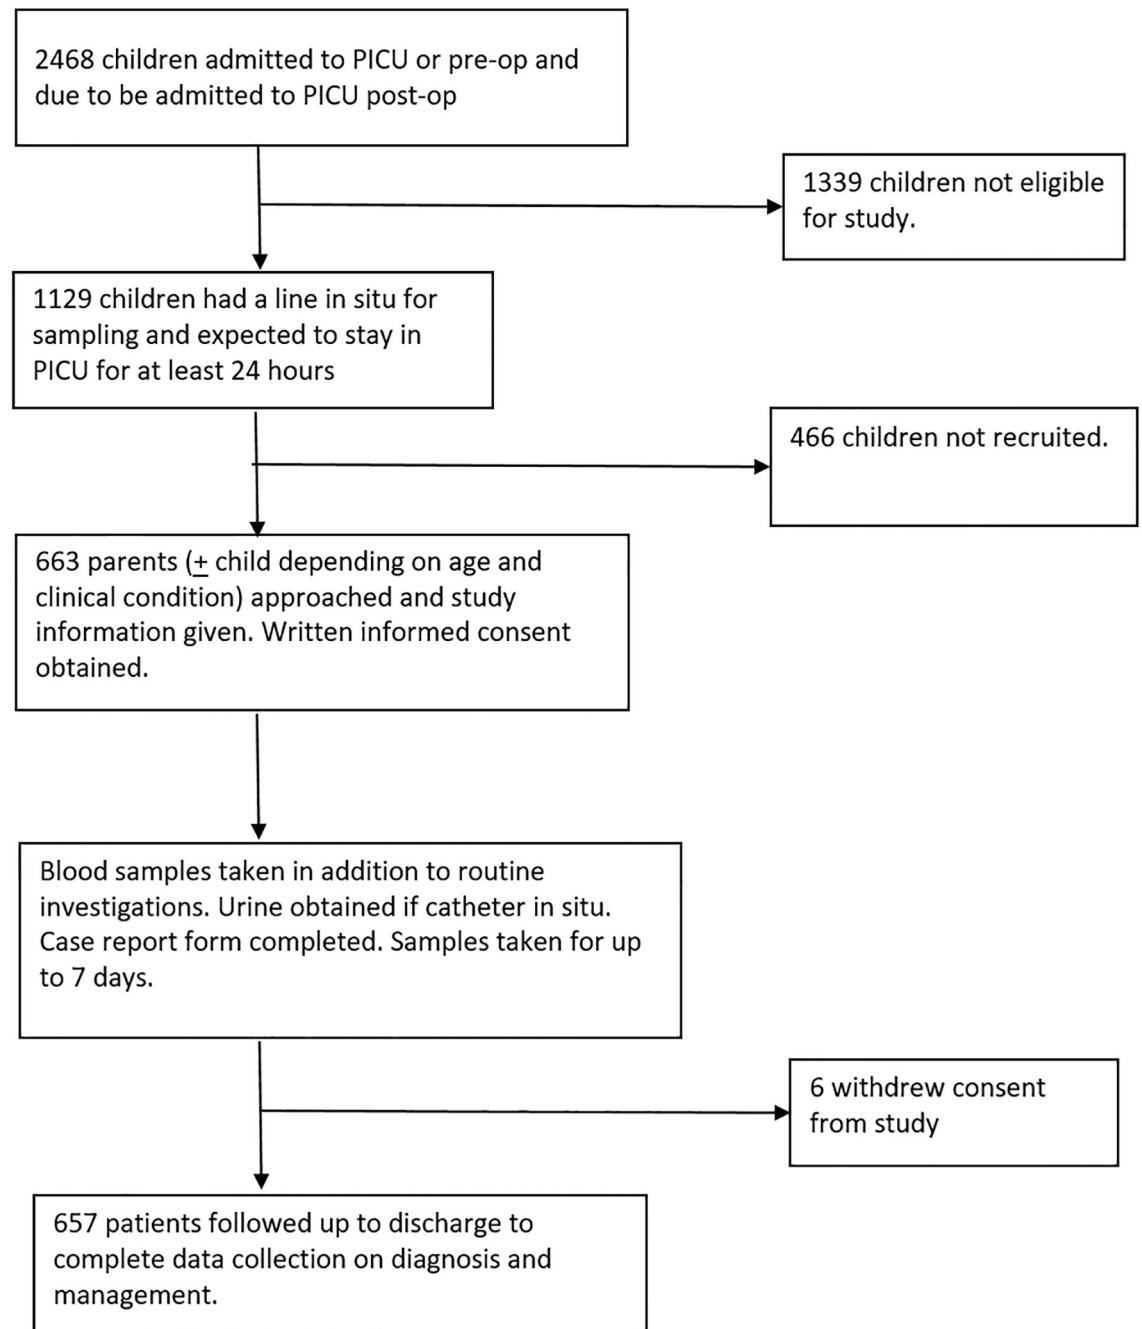 2468 children admitted to PICU or pre-op and
due to be admitted to PICU post-op
1339 children not eligible
for study.
1129 children had a line in situ for
sampling and expected to stay in
PICU for at least 24 hours
466 children not recruited.
663 parents (± child depending on age and
clinical condition) approached and study
information given. Written informed consent
obtained.
Blood samples taken in addition to routine
investigations. Urine obtained if catheter in situ.
Case report form completed. Samples taken for up
to 7 days.
6 withdrew consent
from study
657 patients followed up to discharge to
complete data collection on diagnosis and
management.